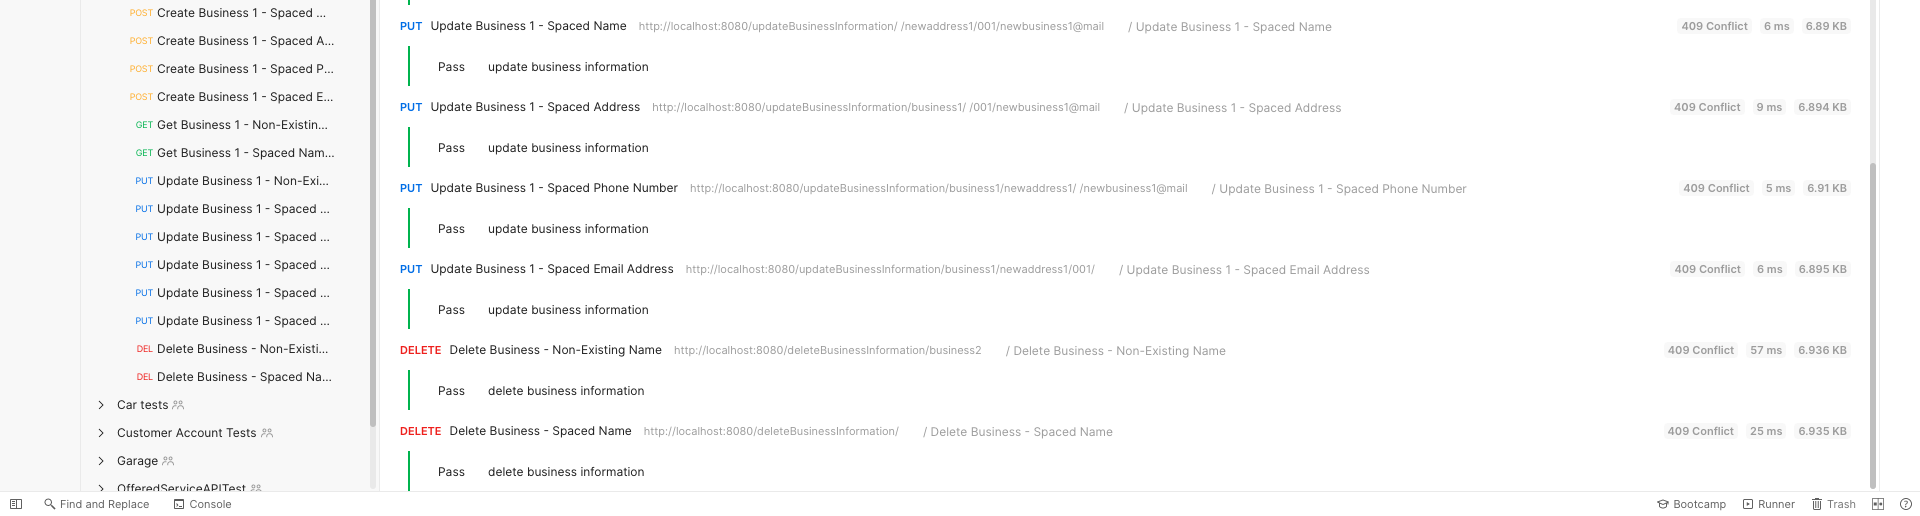 POST Create Business 1 - Spaced ...
POST Create Business 1 - Spaced A...
POST Create Business 1 - Spaced P...
POST Create Business 1 - Spaced E...
GET Get Business 1 - Non-Existin...
GET Get Business 1 - Spaced Nam...
PUT Update Business 1 - Non-Exi...
PUT Update Business 1 - Spaced ...
PUT Update Business 1 - Spaced ...
PUT Update Business 1 - Spaced ...
PUT Update Business 1 - Spaced ...
PUT Update Business 1 - Spaced ...
DEL Delete Business - Non-Existi...
DEL Delete Business - Spaced Na...
Car tests
Customer Account Tests
Garage
OfferedServiceAPITest
PUT Update Business 1 - Spaced Name http://localhost:8080/updateBusinessInformation/ /newaddress1/001/newbusiness1@mail / Update Business 1 - Spaced Name 409 Conflict 6 ms 6.89 KB
Pass update business information
PUT Update Business 1 - Spaced Address http://localhost:8080/updateBusinessInformation/business1/ /001/newbusiness1@mail / Update Business 1 - Spaced Address 409 Conflict 9 ms 6.894 KB
Pass update business information
PUT Update Business 1 - Spaced Phone Number http://localhost:8080/updateBusinessInformation/business1/newaddress1/ /newbusiness1@mail / Update Business 1 - Spaced Phone Number 409 Conflict 5 ms 6.91 KB
Pass update business information
PUT Update Business 1 - Spaced Email Address http://localhost:8080/updateBusinessInformation/business1/newaddress1/001/ / Update Business 1 - Spaced Email Address 409 Conflict 6 ms 6.895 KB
Pass update business information
DELETE Delete Business - Non-Existing Name http://localhost:8080/deleteBusinessInformation/business2 / Delete Business - Non-Existing Name 409 Conflict 57 ms 6.936 KB
Pass delete business information
DELETE Delete Business - Spaced Name http://localhost:8080/deleteBusinessInformation/ / Delete Business - Spaced Name 409 Conflict 25 ms 6.935 KB
Pass delete business information
Find and Replace Console Bootcamp Runner Trash